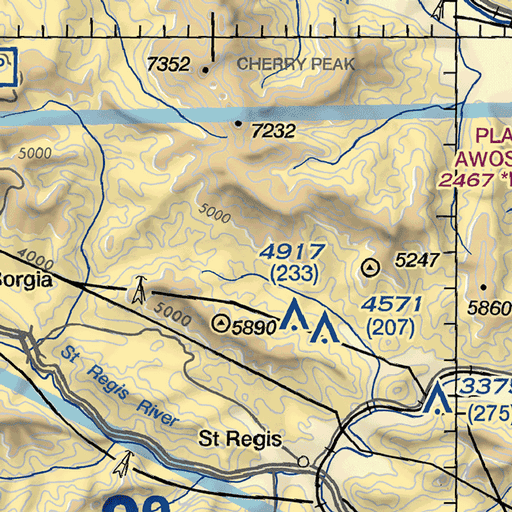 7352
CHERRY PEAK
7232
PLA
AWOS
2467 *
5000
5000
4000
4917
(233)
5247
Borgia
4571
(207)
5860
5000
5890
St Regis River
3375
(275)
St Regis